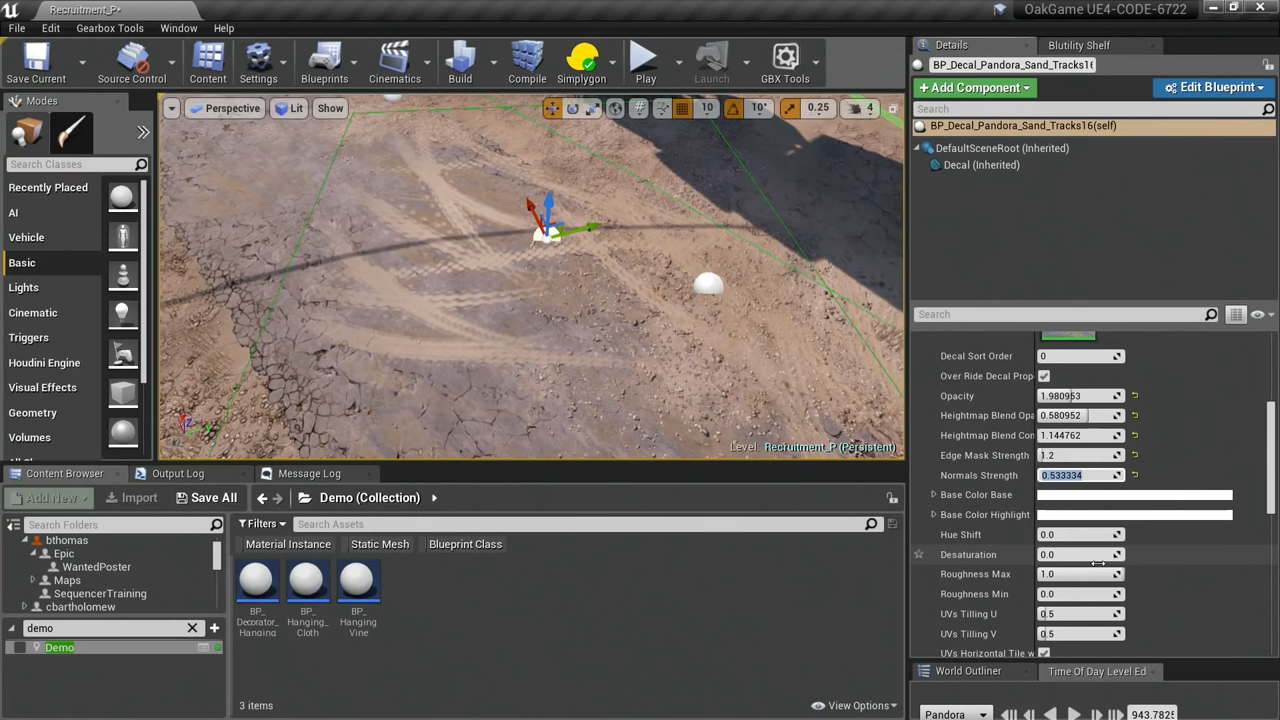 Recruitment_P*
OakGame UE4-CODE-6722
File Edit Gearbox Tools Window Help
Save Current
Source Control
Content
Settings
Blueprints
Cinematics
Build
Compile
Simplygon
Play
Launch
GBX Tools
Modes
Search Classes
Recently Placed
AI
Vehicle
Basic
Lights
Cinematic
Triggers
Houdini Engine
Visual Effects
Geometry
Volumes
Perspective Lit Show
10 10° 0.25 4
Level: Recruitment_P (Persistent)
Content Browser Output Log Message Log
Add New Import Save All Demo (Collection)
Search Folders
bthomas
Epic
WantedPoster
Maps
SequencerTraining
cbartholomew
demo
Demo
Filters Search Assets
Material Instance Static Mesh Blueprint Class
BP_
Decorator_
Hanging
BP_
Hanging_
Cloth
BP_
Hanging
Vine
3 items
View Options
Details Blutility Shelf
BP_Decal_Pandora_Sand_Tracks16
Add Component Edit Blueprint
Search
BP_Decal_Pandora_Sand_Tracks16(self)
DefaultSceneRoot (Inherited)
Decal (Inherited)
Search
Decal Sort Order 0
Over Ride Decal Prop
Opacity 1.980953
Heightmap Blend Opa 0.580952
Heightmap Blend Con 1.144762
Edge Mask Strength 1.2
Normals Strength 0.533334
Base Color Base
Base Color Highlight
Hue Shift 0.0
Desaturation 0.0
Roughness Max 1.0
Roughness Min 0.0
UVs Tilling U 0.5
UVs Tilling V 0.5
UVs Horizontal Tile w
World Outliner Time Of Day Level Ed
Pandora 943.7825